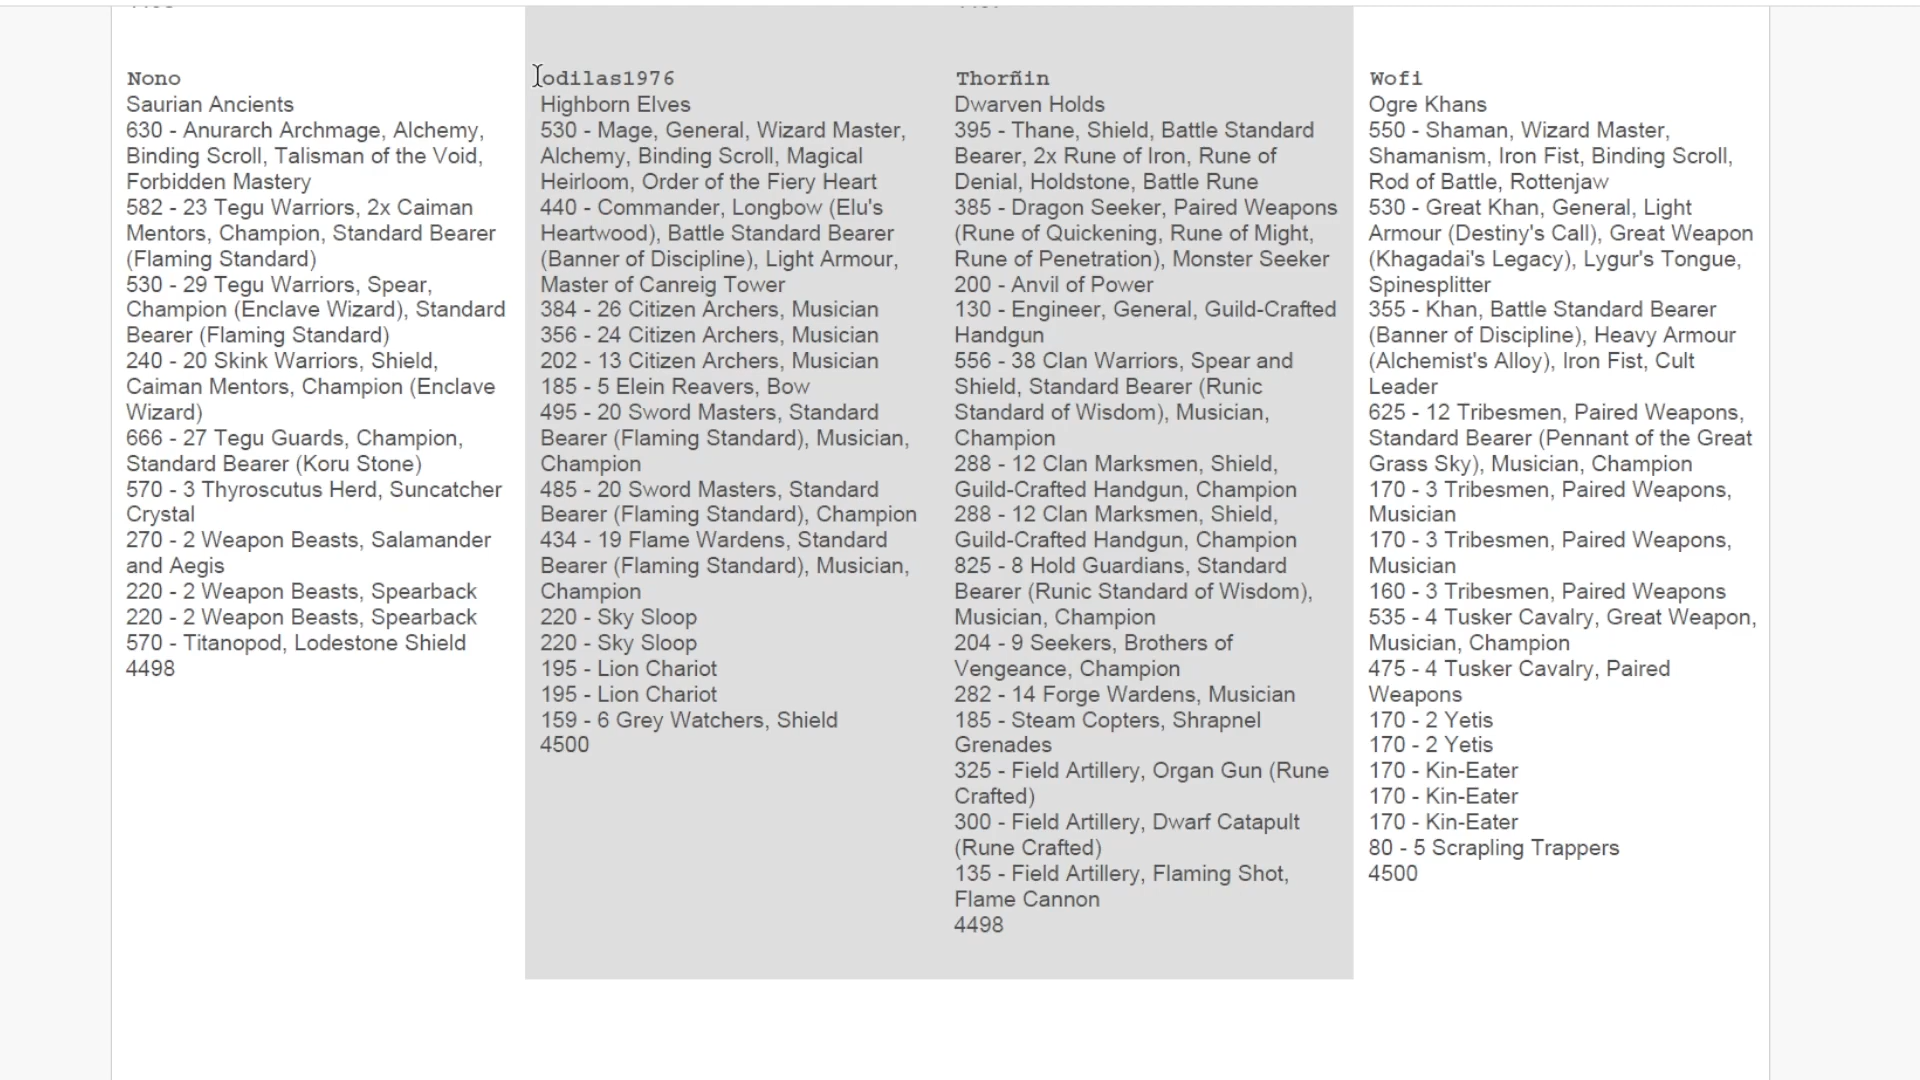 Nono
Saurian Ancients
630 - Anurarch Archmage, Alchemy,
Binding Scroll, Talisman of the Void,
Forbidden Mastery
582 - 23 Tegu Warriors, 2x Caiman
Mentors, Champion, Standard Bearer
(Flaming Standard)
530 - 29 Tegu Warriors, Spear,
Champion (Enclave Wizard), Standard
Bearer (Flaming Standard)
240 - 20 Skink Warriors, Shield,
Caiman Mentors, Champion (Enclave
Wizard)
666 - 27 Tegu Guards, Champion,
Standard Bearer (Koru Stone)
570 - 3 Thyroscutus Herd, Suncatcher
Crystal
270 - 2 Weapon Beasts, Salamander
and Aegis
220 - 2 Weapon Beasts, Spearback
220 - 2 Weapon Beasts, Spearback
570 - Titanopod, Lodestone Shield
4498
odilas1976
Highborn Elves
530 - Mage, General, Wizard Master,
Alchemy, Binding Scroll, Magical
Heirloom, Order of the Fiery Heart
440 - Commander, Longbow (Elu's
Heartwood), Battle Standard Bearer
(Banner of Discipline), Light Armour,
Master of Canreig Tower
384 - 26 Citizen Archers, Musician
356 - 24 Citizen Archers, Musician
202 - 13 Citizen Archers, Musician
185 - 5 Elein Reavers, Bow
495 - 20 Sword Masters, Standard
Bearer (Flaming Standard), Musician,
Champion
485 - 20 Sword Masters, Standard
Bearer (Flaming Standard), Champion
434 - 19 Flame Wardens, Standard
Bearer (Flaming Standard), Musician,
Champion
220 - Sky Sloop
220 - Sky Sloop
195 - Lion Chariot
195 - Lion Chariot
159 - 6 Grey Watchers, Shield
4500
Thorñin
Dwarven Holds
395 - Thane, Shield, Battle Standard
Bearer, 2x Rune of Iron, Rune of
Denial, Holdstone, Battle Rune
385 - Dragon Seeker, Paired Weapons
(Rune of Quickening, Rune of Might,
Rune of Penetration), Monster Seeker
200 - Anvil of Power
130 - Engineer, General, Guild-Crafted
Handgun
556 - 38 Clan Warriors, Spear and
Shield, Standard Bearer (Runic
Standard of Wisdom), Musician,
Champion
288 - 12 Clan Marksmen, Shield,
Guild-Crafted Handgun, Champion
288 - 12 Clan Marksmen, Shield,
Guild-Crafted Handgun, Champion
825 - 8 Hold Guardians, Standard
Bearer (Runic Standard of Wisdom),
Musician, Champion
204 - 9 Seekers, Brothers of
Vengeance, Champion
282 - 14 Forge Wardens, Musician
185 - Steam Copters, Shrapnel
Grenades
325 - Field Artillery, Organ Gun (Rune
Crafted)
300 - Field Artillery, Dwarf Catapult
(Rune Crafted)
135 - Field Artillery, Flaming Shot,
Flame Cannon
4498
Wofi
Ogre Khans
550 - Shaman, Wizard Master,
Shamanism, Iron Fist, Binding Scroll,
Rod of Battle, Rottenjaw
530 - Great Khan, General, Light
Armour (Destiny's Call), Great Weapon
(Khagadai's Legacy), Lygur's Tongue,
Spinesplitter
355 - Khan, Battle Standard Bearer
(Banner of Discipline), Heavy Armour
(Alchemist's Alloy), Iron Fist, Cult
Leader
625 - 12 Tribesmen, Paired Weapons,
Standard Bearer (Pennant of the Great
Grass Sky), Musician, Champion
170 - 3 Tribesmen, Paired Weapons,
Musician
170 - 3 Tribesmen, Paired Weapons,
Musician
160 - 3 Tribesmen, Paired Weapons
535 - 4 Tusker Cavalry, Great Weapon,
Musician, Champion
475 - 4 Tusker Cavalry, Paired
Weapons
170 - 2 Yetis
170 - 2 Yetis
170 - Kin-Eater
170 - Kin-Eater
170 - Kin-Eater
80 - 5 Scrapling Trappers
4500